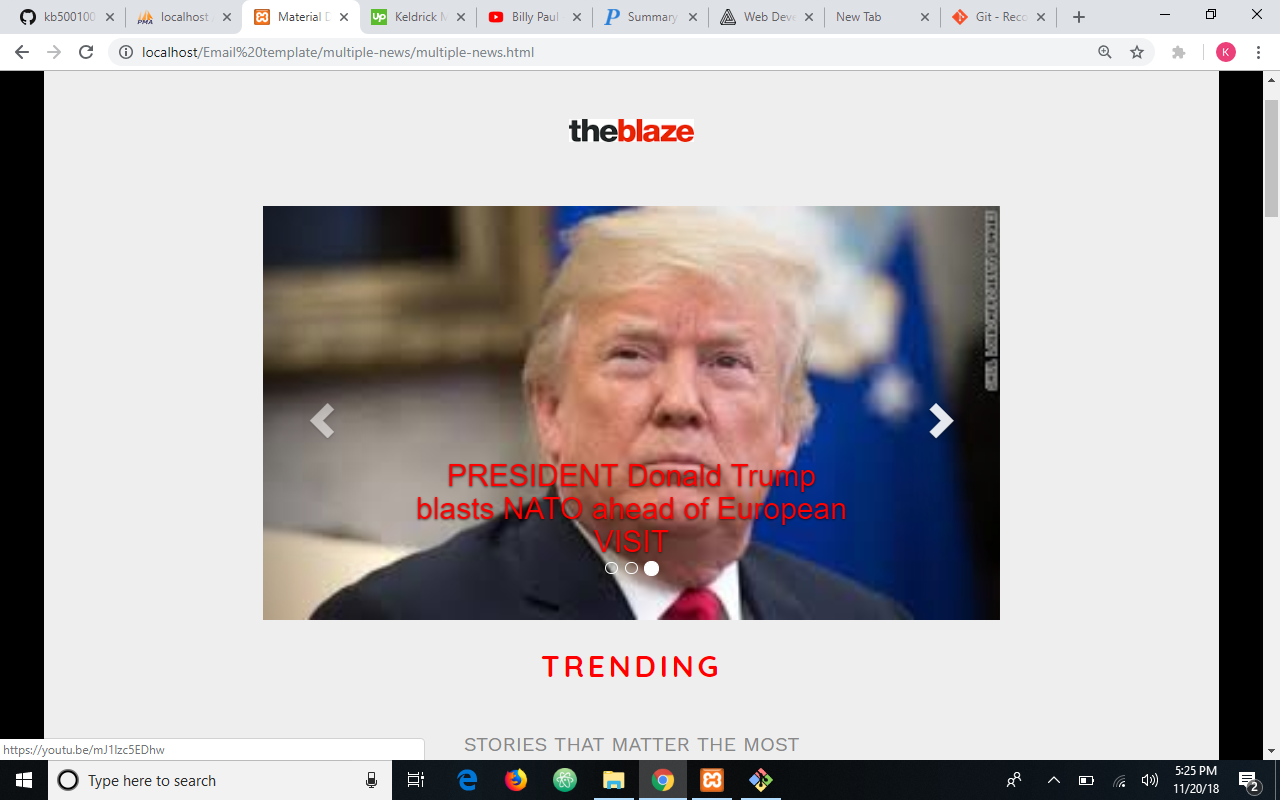 kb500100
PMA
localhost
Material D
Up
Keldrick M
Billy Paul
P
Summary
Web Deve
New Tab
Git - Reco
localhost/Email%20template/multiple-news/multiple-news.html
K
theblaze
PRESIDENT Donald Trump
blasts NATO ahead of European
VISIT
TRENDING
STORIES THAT MATTER THE MOST
https://youtu.be/mJ1lzc5EDhw
Type here to search
5:25 PM
11/20/18
2